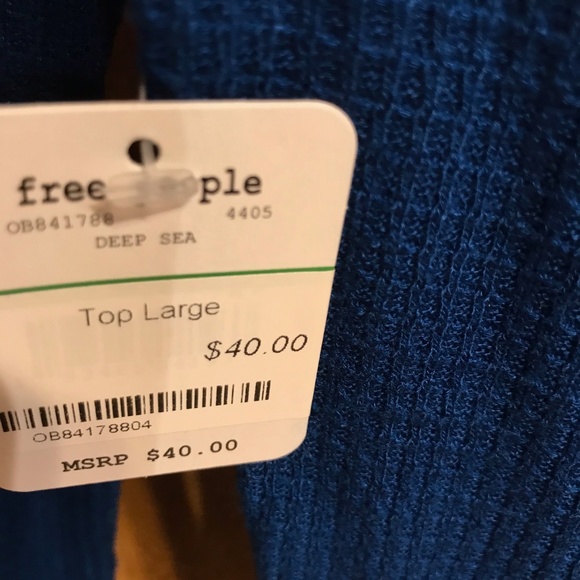 free ple
OB841788 4405
DEEP SEA
Top Large
$40.00
OB84178804
MSRP $40.00